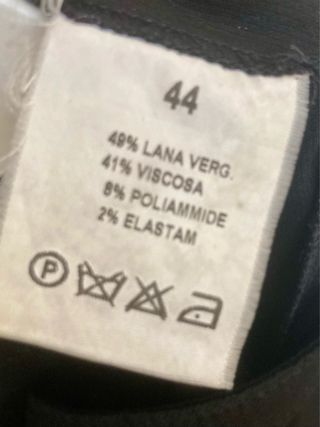 44
49% LANA VERG.
41% VISCOSA
8% POLIAMMIDE
2% ELASTAM
P